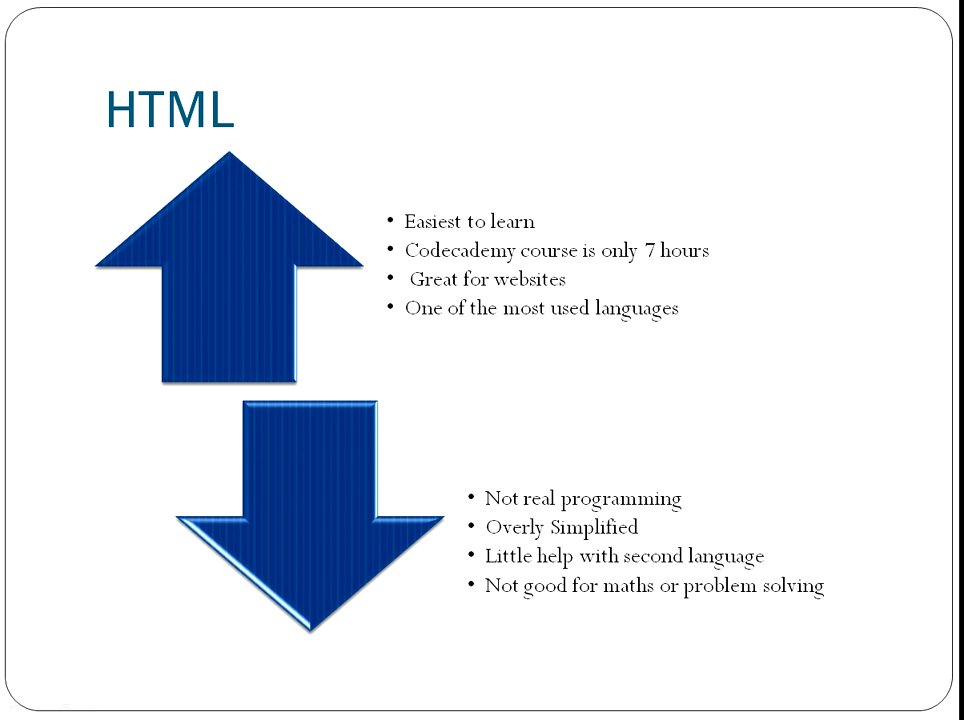 HTML
• Easiest to learn
• Codecademy course is only 7 hours
• Great for websites
• One of the most used languages
• Not real programming
• Overly Simplified
• Little help with second language
• Not good for maths or problem solving